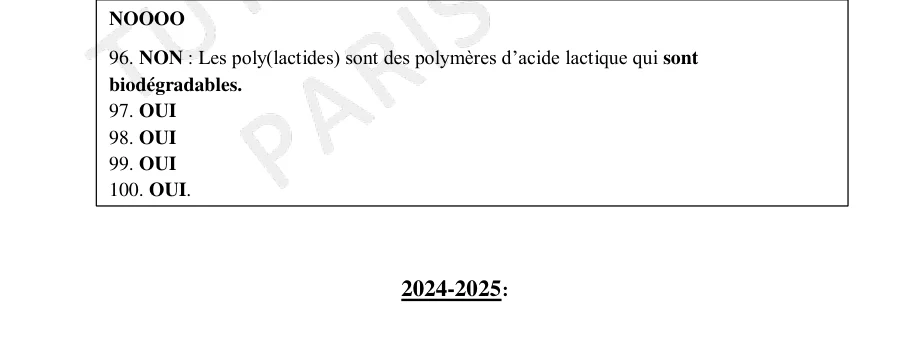 NOOOO
96. NON : Les poly(lactides) sont des polymères d’acide lactique qui sont
biodégradables.
97. OUI
98. OUI
99. OUI
100. OUI.
PARIS
2024-2025: